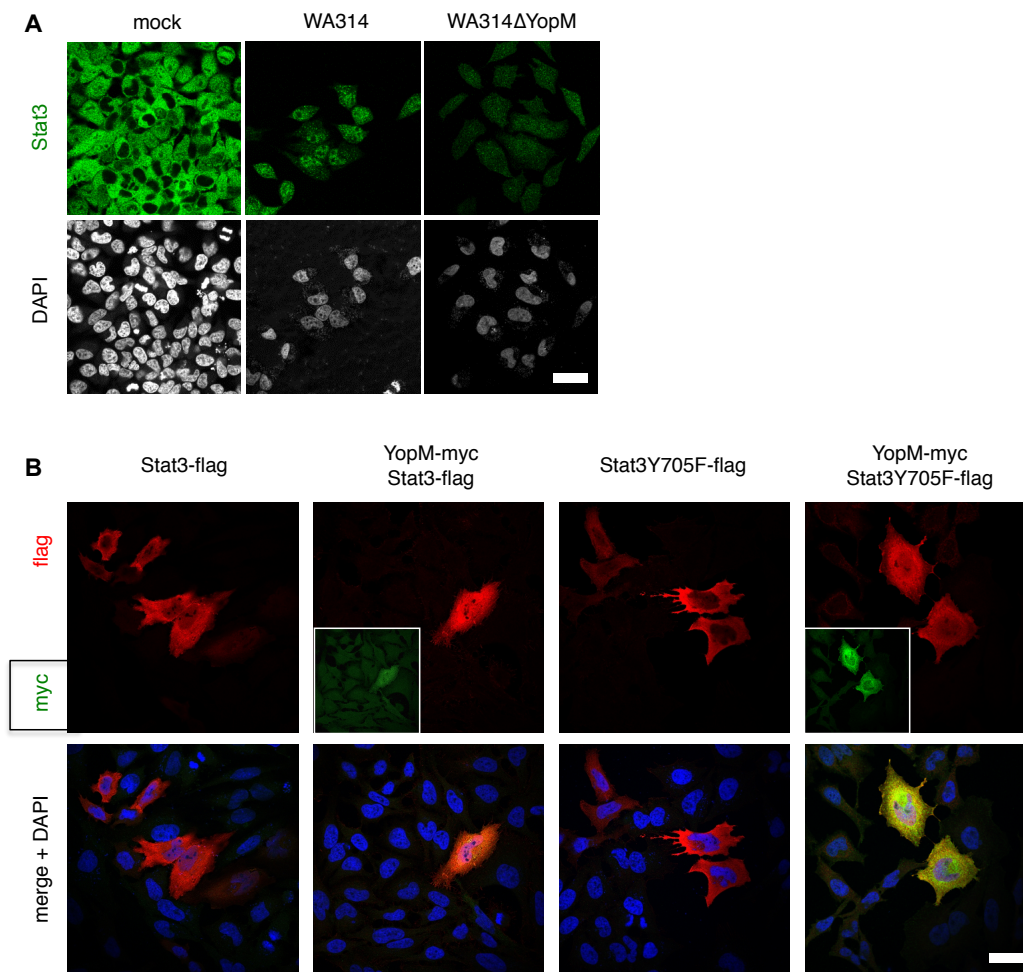 A
mock
WA314
WA314ΔYopM
Stat3
DAPI
B
Stat3-flag
YopM-myc
Stat3-flag
Stat3Y705F-flag
YopM-myc
Stat3Y705F-flag
flag
myc
merge + DAPI